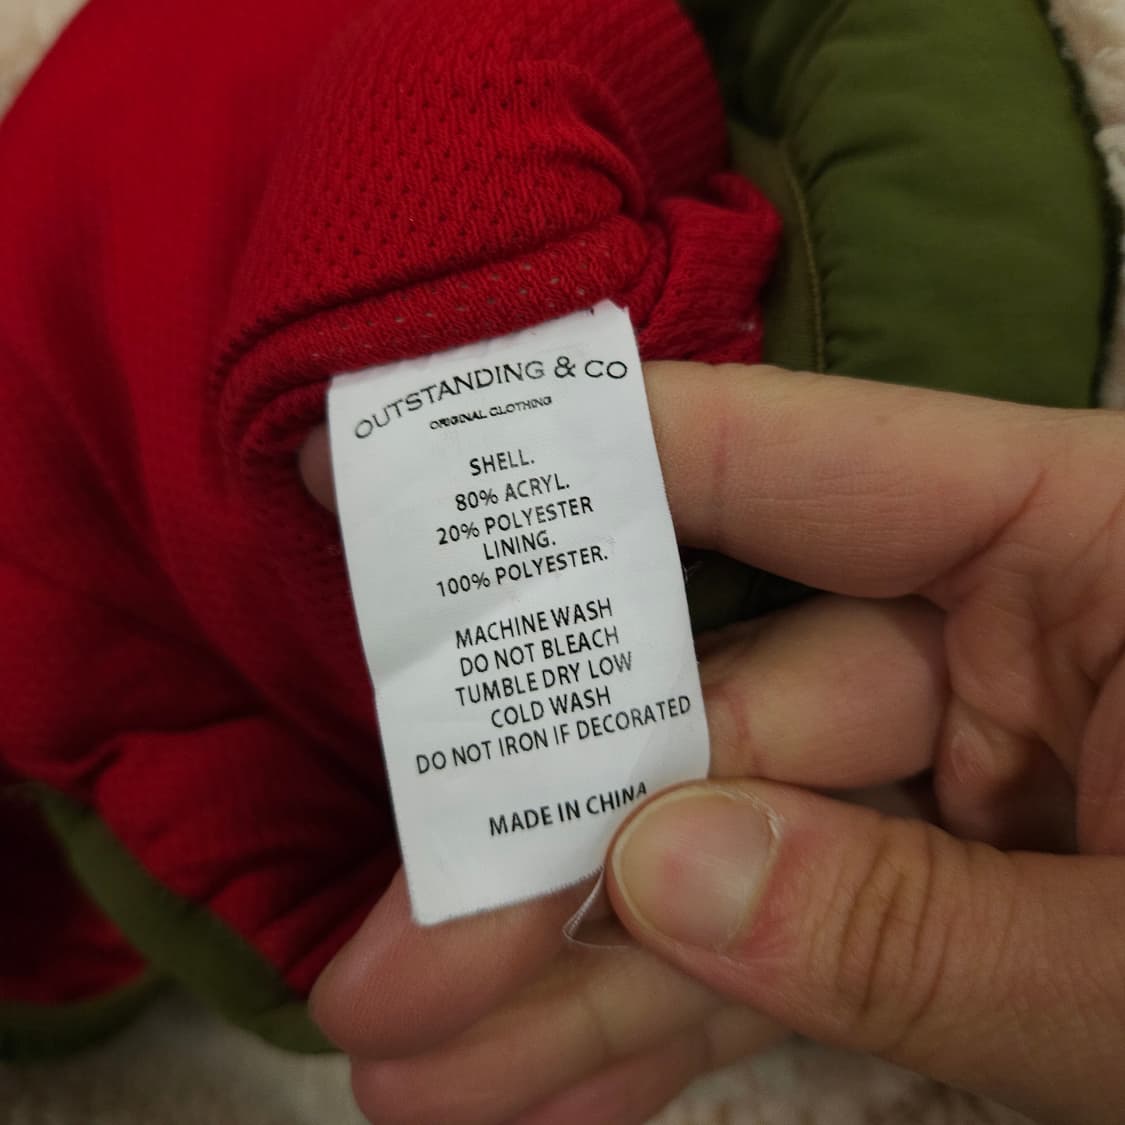 OUTSTANDING & CO
ORIGINAL CLOTHING
SHELL.
80% ACRYL.
20% POLYESTER
LINING.
100% POLYESTER.
MACHINE WASH
DO NOT BLEACH
TUMBLE DRY LOW
COLD WASH
DO NOT IRON IF DECORATED
MADE IN CHINA